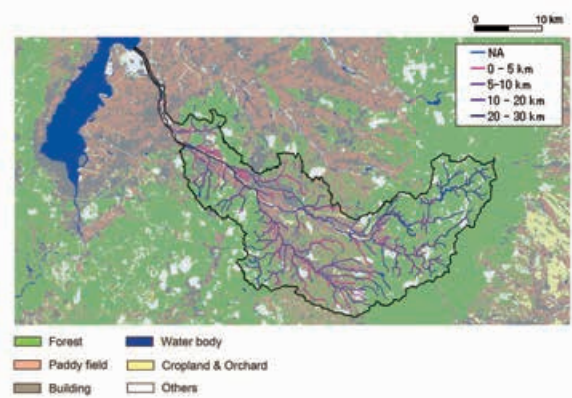 0 10 km
NA
0 - 5 km
5-10 km
10 - 20 km
20 - 30 km
Forest Water body
Paddy field Cropland & Orchard
Building Others